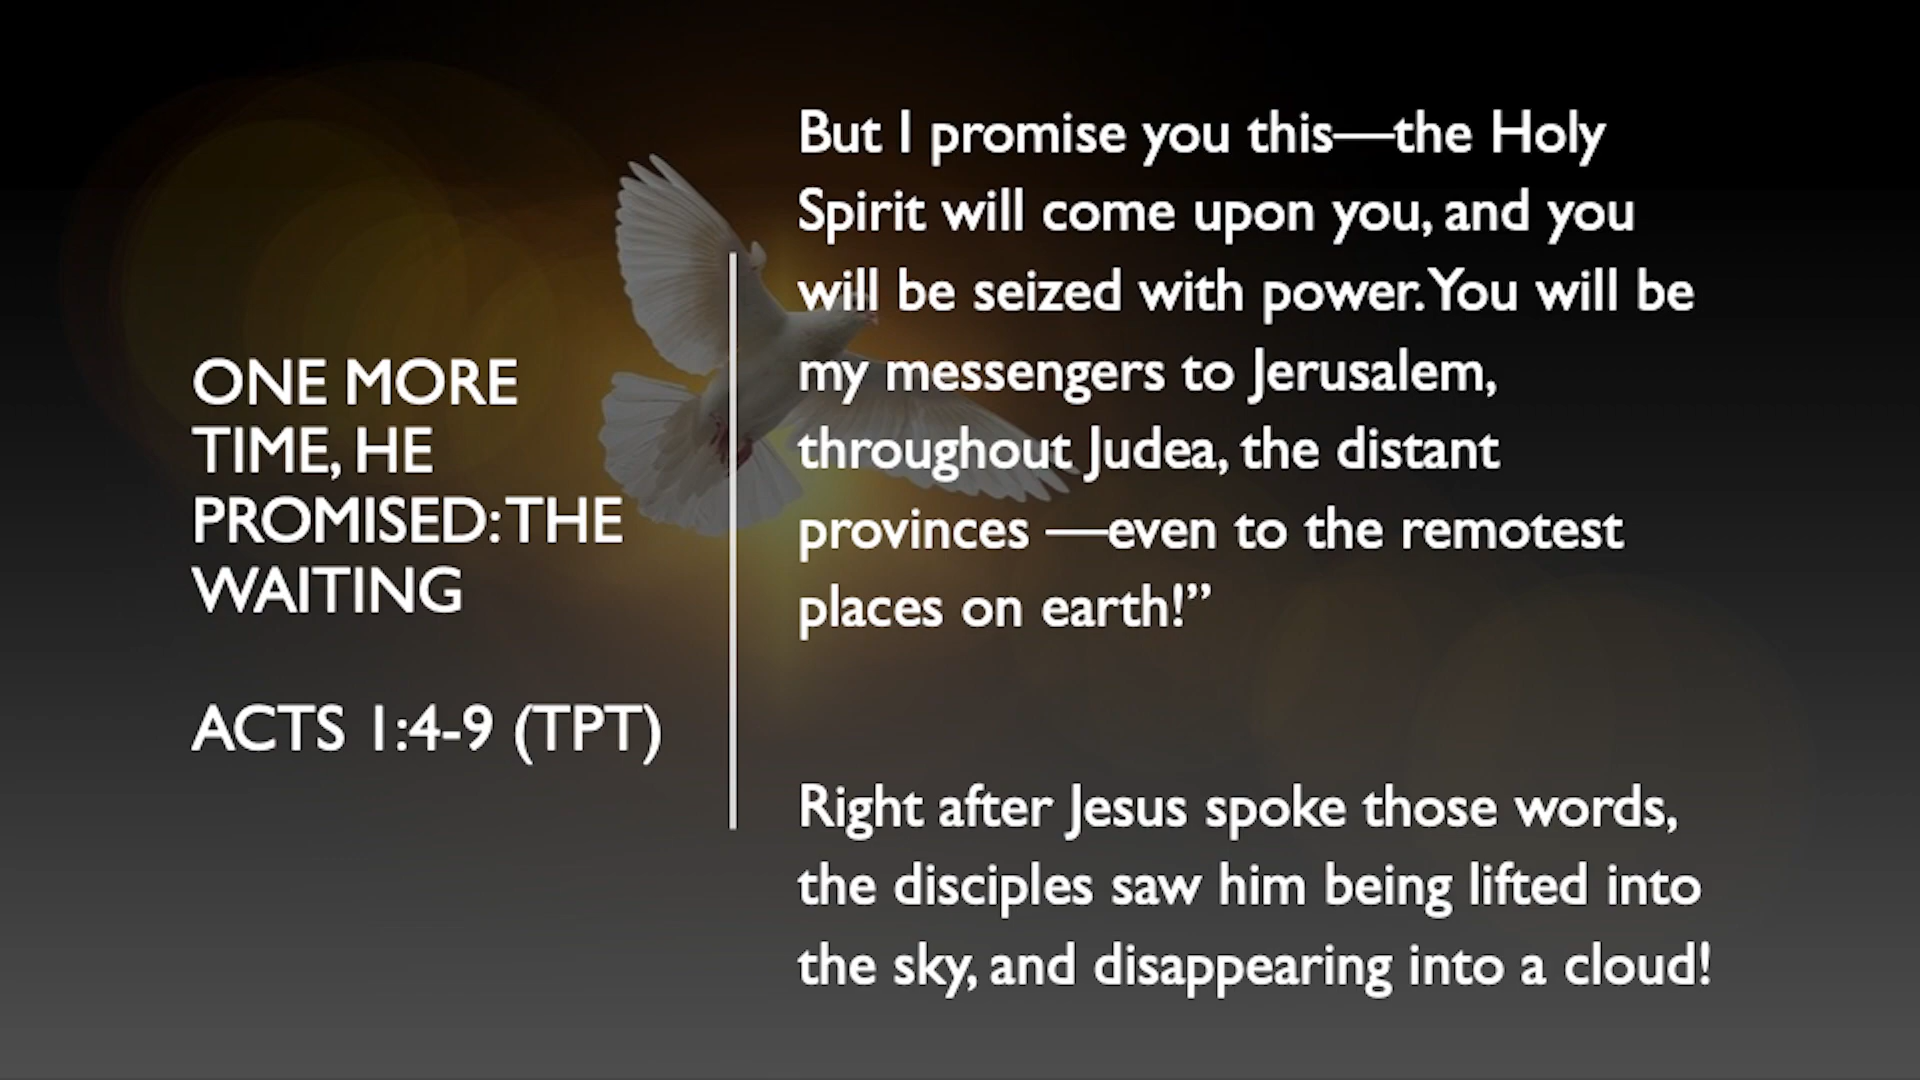 ONE MORE
TIME, HE
PROMISED: THE
WAITING
ACTS 1:4-9 (TPT)
But I promise you this—the Holy
Spirit will come upon you, and you
will be seized with power. You will be
my messengers to Jerusalem,
throughout Judea, the distant
provinces —even to the remotest
places on earth!”
Right after Jesus spoke those words,
the disciples saw him being lifted into
the sky, and disappearing into a cloud!